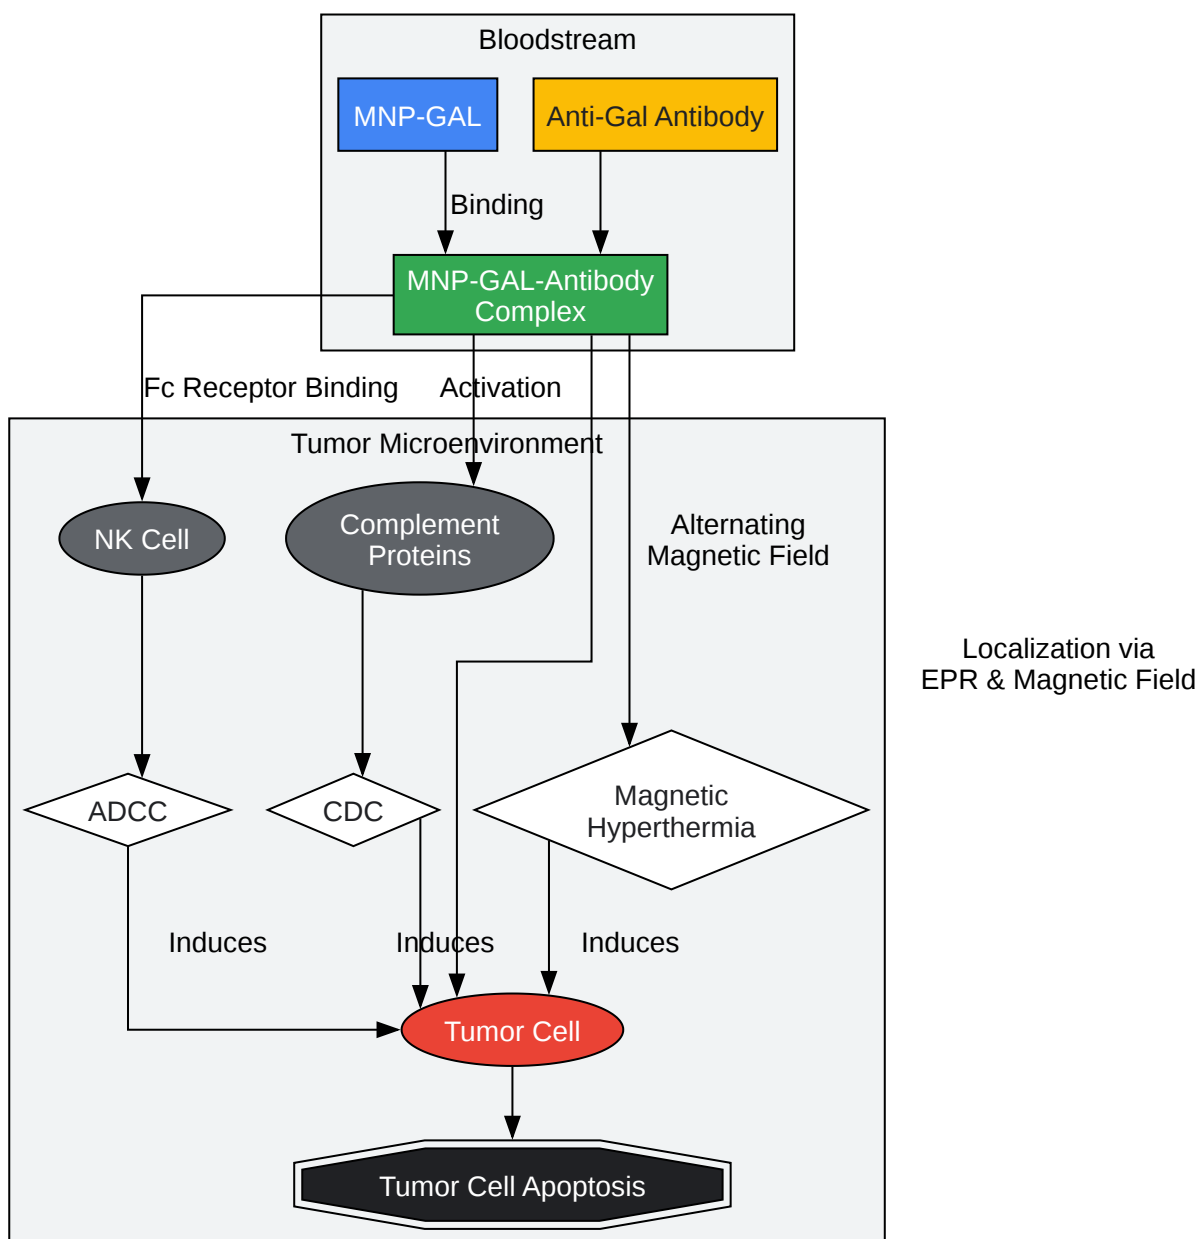 Bloodstream
MNP-GAL
Anti-Gal Antibody
Binding
MNP-GAL-Antibody
Complex
Fc Receptor Binding
Activation
Tumor Microenvironment
NK Cell
Complement
Proteins
Alternating
Magnetic Field
Localization via
EPR & Magnetic Field
ADCC
CDC
Magnetic
Hyperthermia
Induces
Induces
Induces
Tumor Cell
Tumor Cell Apoptosis